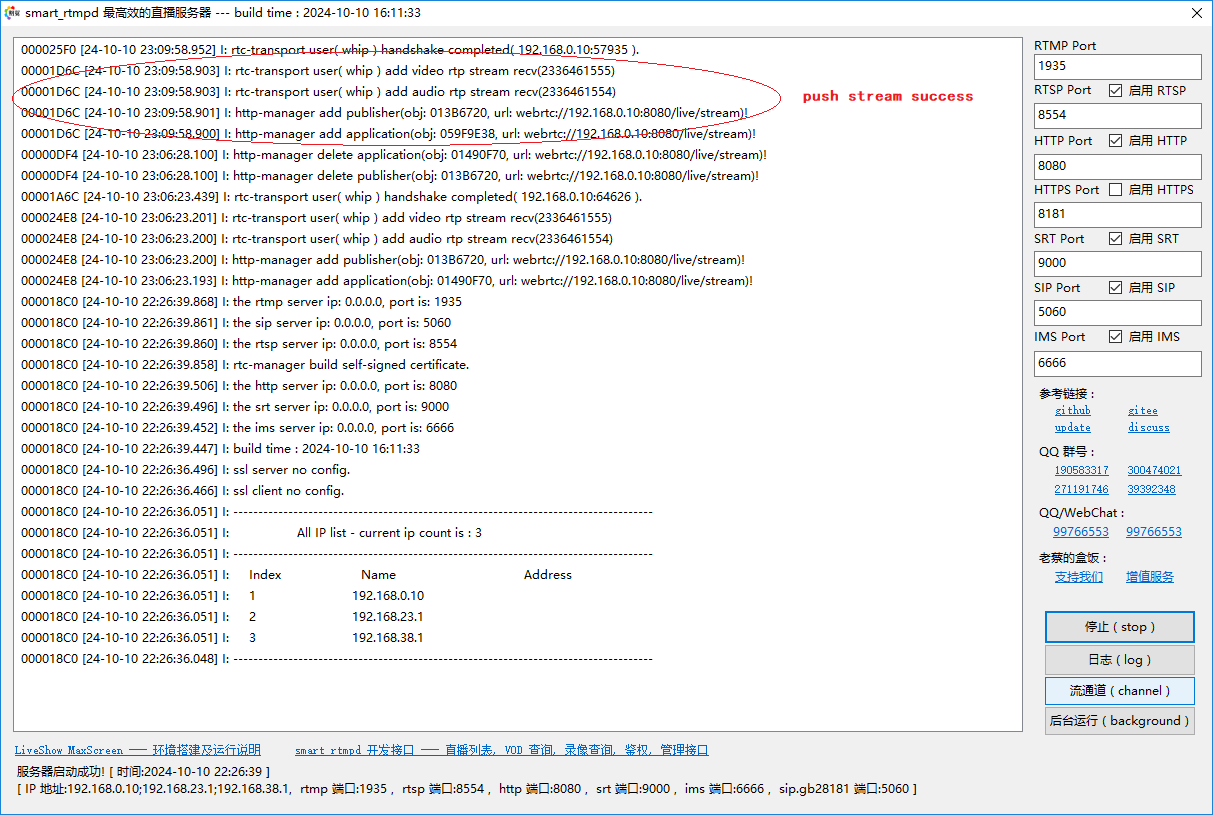 smart_rtmpd 最高效的直播服务器 --- build time : 2024-10-10 16:11:33
000025F0 [24-10-10 23:09:58.952] I: rtc-transport user( whip ) handshake completed( 192.168.0.10:57935 ).
00001D6C [24-10-10 23:09:58.903] I: rtc-transport user( whip ) add video rtp stream recv(2336461555)
00001D6C [24-10-10 23:09:58.903] I: rtc-transport user( whip ) add audio rtp stream recv(2336461554)
push stream success
00001D6C [24-10-10 23:09:58.901] I: http-manager add publisher(obj: 013B6720, url: webrtc://192.168.0.10:8080/live/stream)!
00001D6C [24-10-10 23:09:58.900] I: http-manager add application(obj: 059F9E38, url: webrtc://192.168.0.10:8080/live/stream)!
00000DF4 [24-10-10 23:06:28.100] I: http-manager delete application(obj: 01490F70, url: webrtc://192.168.0.10:8080/live/stream)!
00000DF4 [24-10-10 23:06:28.100] I: http-manager delete publisher(obj: 013B6720, url: webrtc://192.168.0.10:8080/live/stream)!
00001A6C [24-10-10 23:06:23.439] I: rtc-transport user( whip ) handshake completed( 192.168.0.10:64626 ).
000024E8 [24-10-10 23:06:23.201] I: rtc-transport user( whip ) add video rtp stream recv(2336461555)
000024E8 [24-10-10 23:06:23.200] I: rtc-transport user( whip ) add audio rtp stream recv(2336461554)
000024E8 [24-10-10 23:06:23.200] I: http-manager add publisher(obj: 013B6720, url: webrtc://192.168.0.10:8080/live/stream)!
000024E8 [24-10-10 23:06:23.193] I: http-manager add application(obj: 01490F70, url: webrtc://192.168.0.10:8080/live/stream)!
000018C0 [24-10-10 22:26:39.868] I: the rtmp server ip: 0.0.0.0, port is: 1935
000018C0 [24-10-10 22:26:39.861] I: the sip server ip: 0.0.0.0, port is: 5060
000018C0 [24-10-10 22:26:39.860] I: the rtsp server ip: 0.0.0.0, port is: 8554
000018C0 [24-10-10 22:26:39.858] I: rtc-manager build self-signed certificate.
000018C0 [24-10-10 22:26:39.506] I: the http server ip: 0.0.0.0, port is: 8080
000018C0 [24-10-10 22:26:39.496] I: the srt server ip: 0.0.0.0, port is: 9000
000018C0 [24-10-10 22:26:39.452] I: the ims server ip: 0.0.0.0, port is: 6666
000018C0 [24-10-10 22:26:39.447] I: build time : 2024-10-10 16:11:33
000018C0 [24-10-10 22:26:36.496] I: ssl server no config.
000018C0 [24-10-10 22:26:36.466] I: ssl client no config.
000018C0 [24-10-10 22:26:36.051] I: ------------------------------------------------------------------------------------
000018C0 [24-10-10 22:26:36.051] I: All IP list - current ip count is : 3
000018C0 [24-10-10 22:26:36.051] I: ------------------------------------------------------------------------------------
000018C0 [24-10-10 22:26:36.051] I: Index Name Address
000018C0 [24-10-10 22:26:36.051] I: 1 192.168.0.10
000018C0 [24-10-10 22:26:36.051] I: 2 192.168.23.1
000018C0 [24-10-10 22:26:36.051] I: 3 192.168.38.1
000018C0 [24-10-10 22:26:36.048] I: ------------------------------------------------------------------------------------
RTMP Port
1935
RTSP Port 启用 RTSP
8554
HTTP Port 启用 HTTP
8080
HTTPS Port 启用 HTTPS
8181
SRT Port 启用 SRT
9000
SIP Port 启用 SIP
5060
IMS Port 启用 IMS
6666
参考链接：
github gitee
update discuss
QQ 群号：
190583317 300474021
271191746 39392348
QQ/WebChat：
99766553 99766553
老蔡的盒饭：
支持我们 增值服务
停止（stop）
日志（log）
流通道（channel）
后台运行（background）
LiveShow MaxScreen —— 环境搭建及运行说明 smart_rtmpd 开发接口 —— 直播列表, VOD 查询, 录像查询, 鉴权, 管理接口
服务器启动成功! [ 时间:2024-10-10 22:26:39 ]
[ IP 地址:192.168.0.10;192.168.23.1;192.168.38.1, rtmp 端口:1935 , rtsp 端口:8554 , http 端口:8080 , srt 端口:9000 , ims 端口:6666 , sip.gb28181 端口:5060 ]